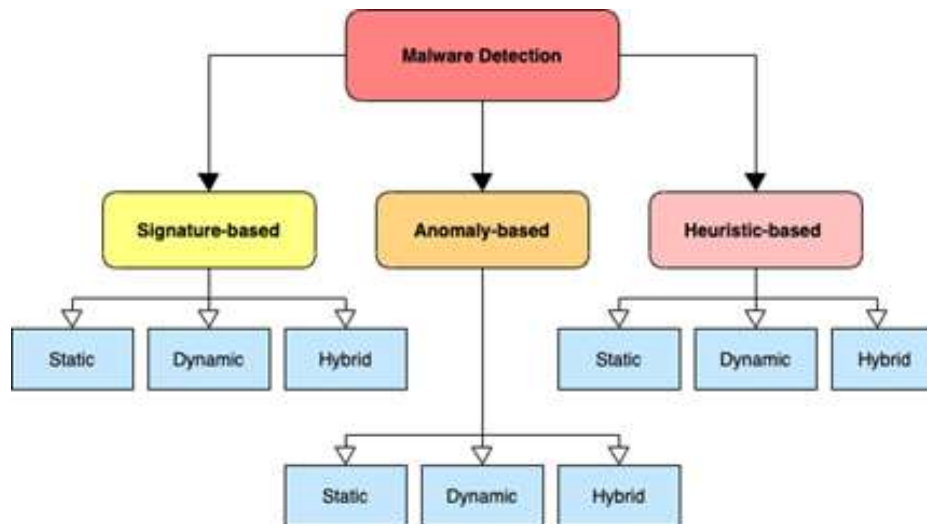 Malware Detection
Signature-based
Anomaly-based
Heuristic-based
Static
Dynamic
Hybrid
Static
Dynamic
Hybrid
Static
Dynamic
Hybrid